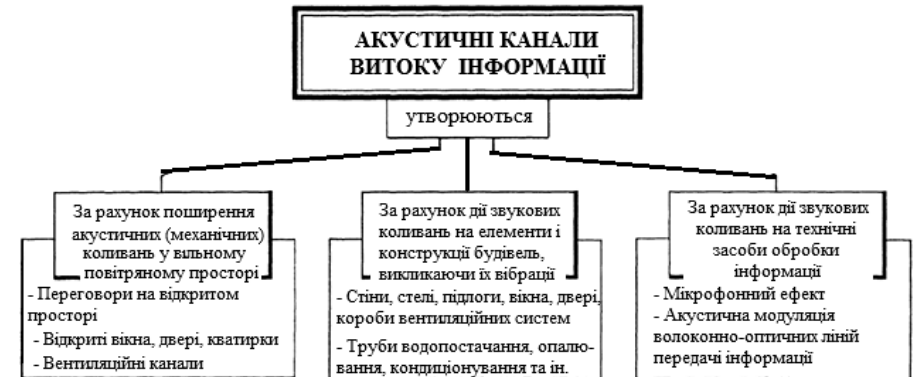 АКУСТИЧНІ КАНАЛИ
ВИТОКУ ІНФОРМАЦІЇ
утворюються
За рахунок поширення
акустичних (механічних)
коливань у вільному
повітряному просторі
- Переговори на відкритом
просторі
- Відкриті вікна, двері, кватирки
- Вентиляційні канали
За рахунок дії звукових
коливань на елементи і
конструкції будівель,
викликаючи їх вібрації
- Стіни, стелі, підлоги, вікна, двері,
короби вентиляційних систем
- Труби водопостачання, опалю-
вання, кондиціонування та ін.
За рахунок дії звукових
коливань на технічні
засоби обробки
інформації
- Мікрофонний ефект
- Акустична модуляція
волоконно-оптичних ліній
передачі інформації